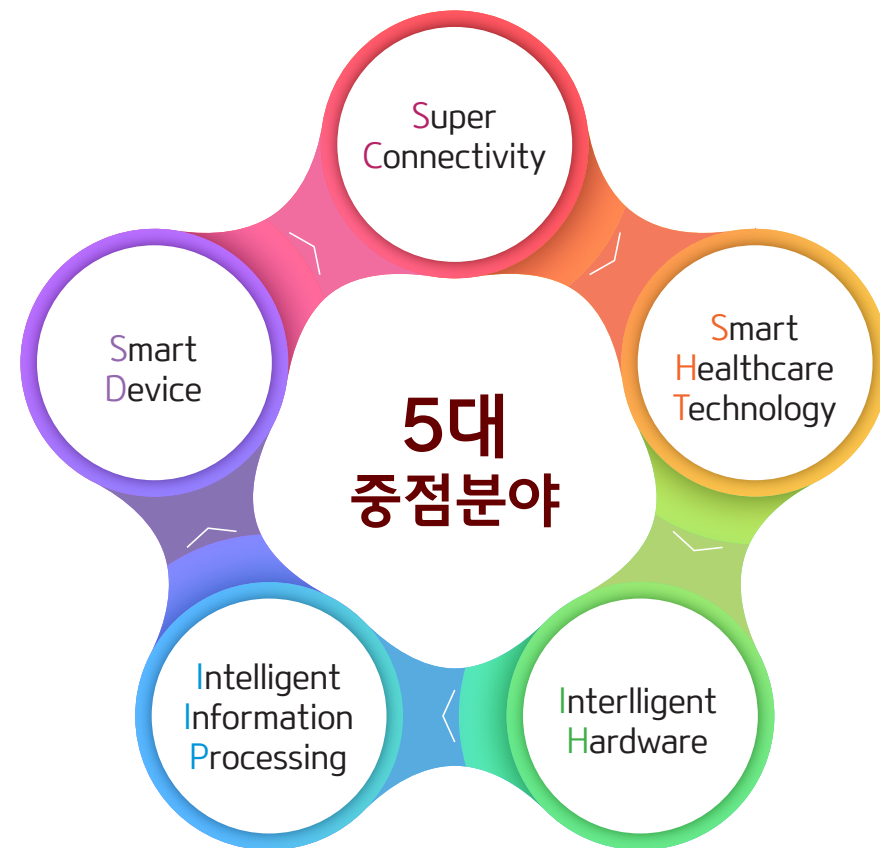 Super
Connectivity
Smart
Healthcare
Technology
Smart
Device
5대
중점분야
Intelligent
Information
Processing
Interlligent
Hardware